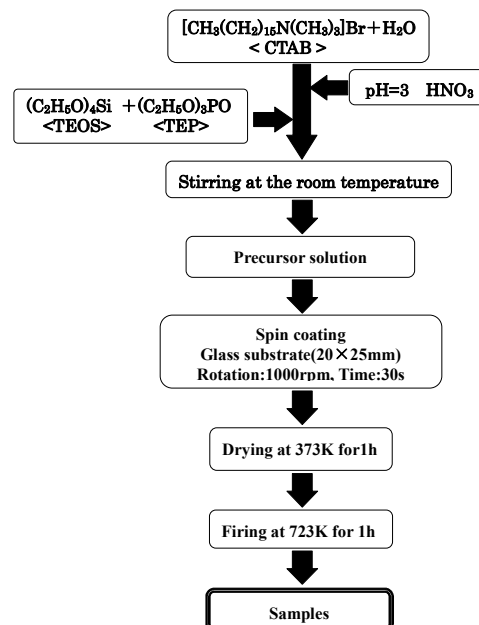 [CH₃(CH₂)₁₅N(CH₃)₃]Br+H₂O
< CTAB >
pH=3 HNO₃
(C₂H₅O)₄Si +(C₂H₅O)₃PO
<TEOS> <TEP>
Stirring at the room temperature
Precursor solution
Spin coating
Glass substrate(20×25mm)
Rotation:1000rpm, Time:30s
Drying at 373K for1h
Firing at 723K for 1h
Samples